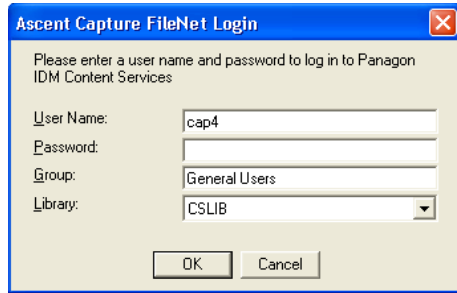 Ascent Capture FileNet Login
Please enter a user name and password to log in to Panagon
IDM Content Services
User Name: cap4
Password:
Group: General Users
Library: CSLIB
OK Cancel